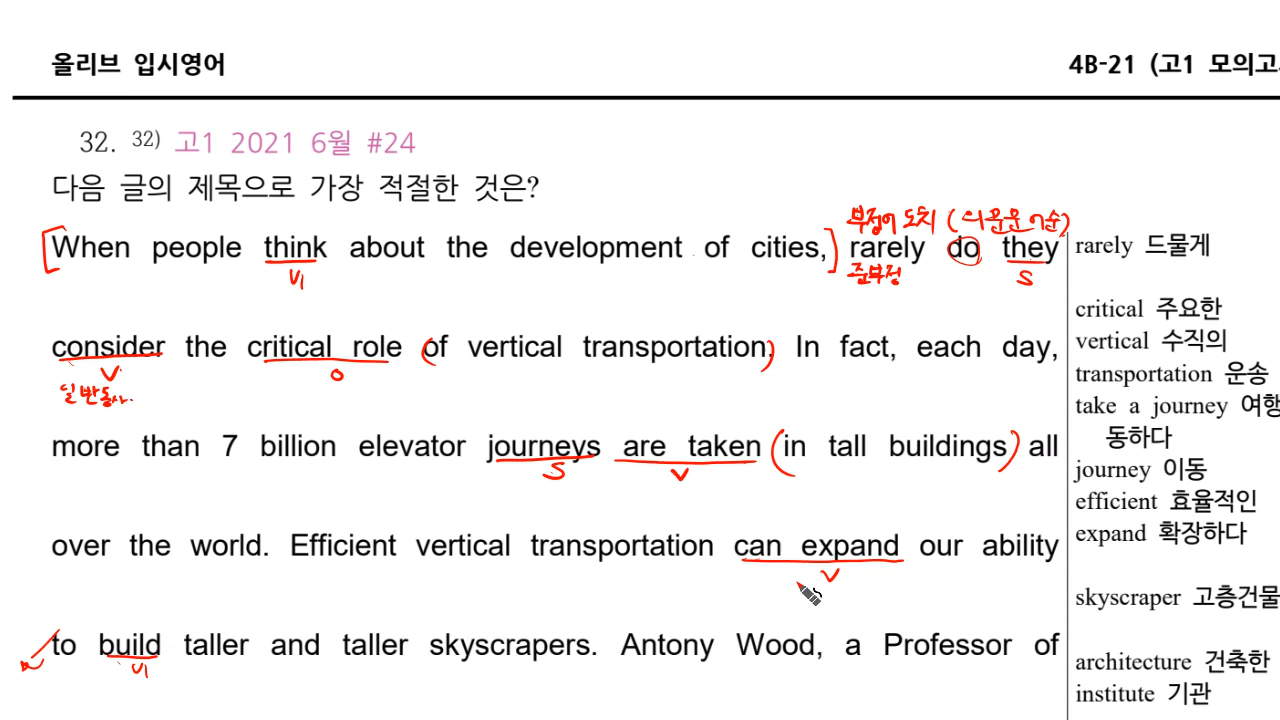 올리브 입시영어
4B-21 (고1 모의고
32. 32) 고1 2021 6월 #24
다음 글의 제목으로 가장 적절한 것은?
부정어 도치 (의문문어순)
When people think about the development of cities, rarely do they
V1
준부정
S
consider the critical role of vertical transportation. In fact, each day,
V
O
일반동사.
more than 7 billion elevator journeys are taken in tall buildings all
S
V
over the world. Efficient vertical transportation can expand our ability
V
to build taller and taller skyscrapers. Antony Wood, a Professor of
V1
rarely 드물게
critical 주요한
vertical 수직의
transportation 운송
take a journey 여행
동하다
journey 이동
efficient 효율적인
expand 확장하다
skyscraper 고층건물
architecture 건축한
institute 기관